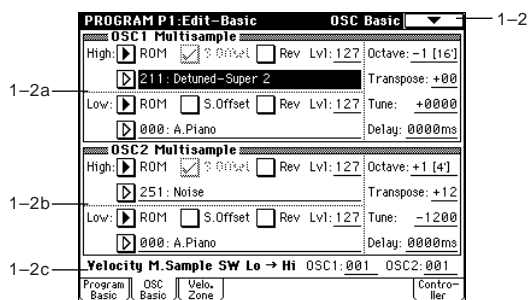 PROGRAM P1:Edit-Basic OSC Basic 1–2
OSC1 Multisample
High: ROM S.Offset Rev Lvl:127 Octave:-1 [16']
211: Detuned-Super 2 Transpose: +00
1–2a
Low: ROM S.Offset Rev Lvl:127 Tune: +0000
000: A.Piano Delay: 0000ms
OSC2 Multisample
High: ROM S.Offset Rev Lvl:127 Octave:+1 [4']
251: Noise Transpose: +12
1–2b
Low: ROM S.Offset Rev Lvl:127 Tune: -1200
000: A.Piano Delay: 0000ms
1–2c
Velocity M.Sample SW Lo → Hi OSC1:001 OSC2:001
Program Basic OSC Basic Velo. Zone Contro-ller